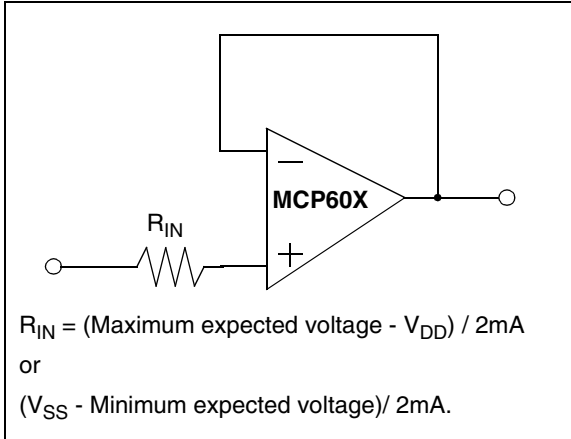 MCP60X
R_IN
R_IN = (Maximum expected voltage - V_DD) / 2mA
or
(V_SS - Minimum expected voltage)/ 2mA.